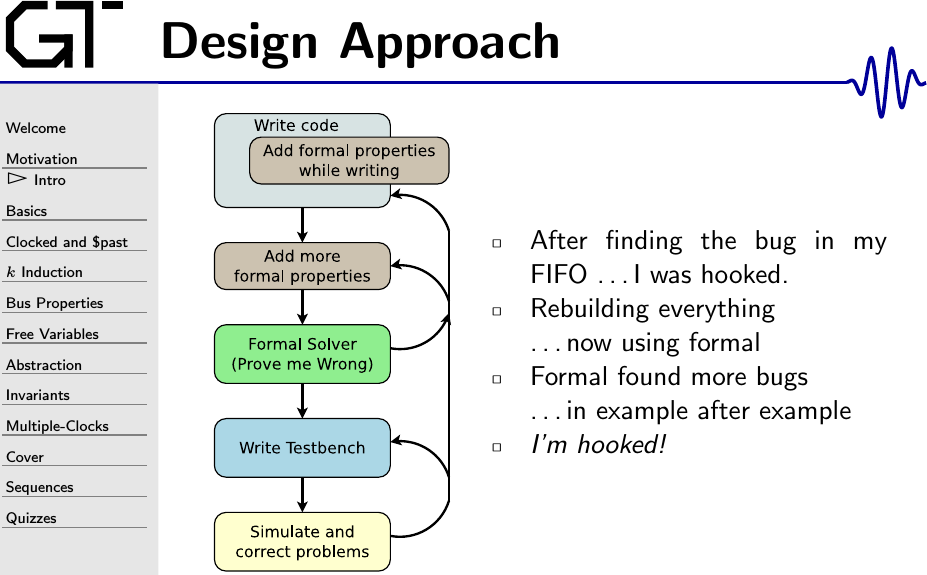 GT
Design Approach
Welcome
Motivation
Intro
Basics
Clocked and $past
k Induction
Bus Properties
Free Variables
Abstraction
Invariants
Multiple-Clocks
Cover
Sequences
Quizzes
Write code
Add formal properties
while writing
Add more
formal properties
Formal Solver
(Prove me Wrong)
Write Testbench
Simulate and
correct problems
After finding the bug in my
FIFO ...I was hooked.
Rebuilding everything
...now using formal
Formal found more bugs
...in example after example
I'm hooked!